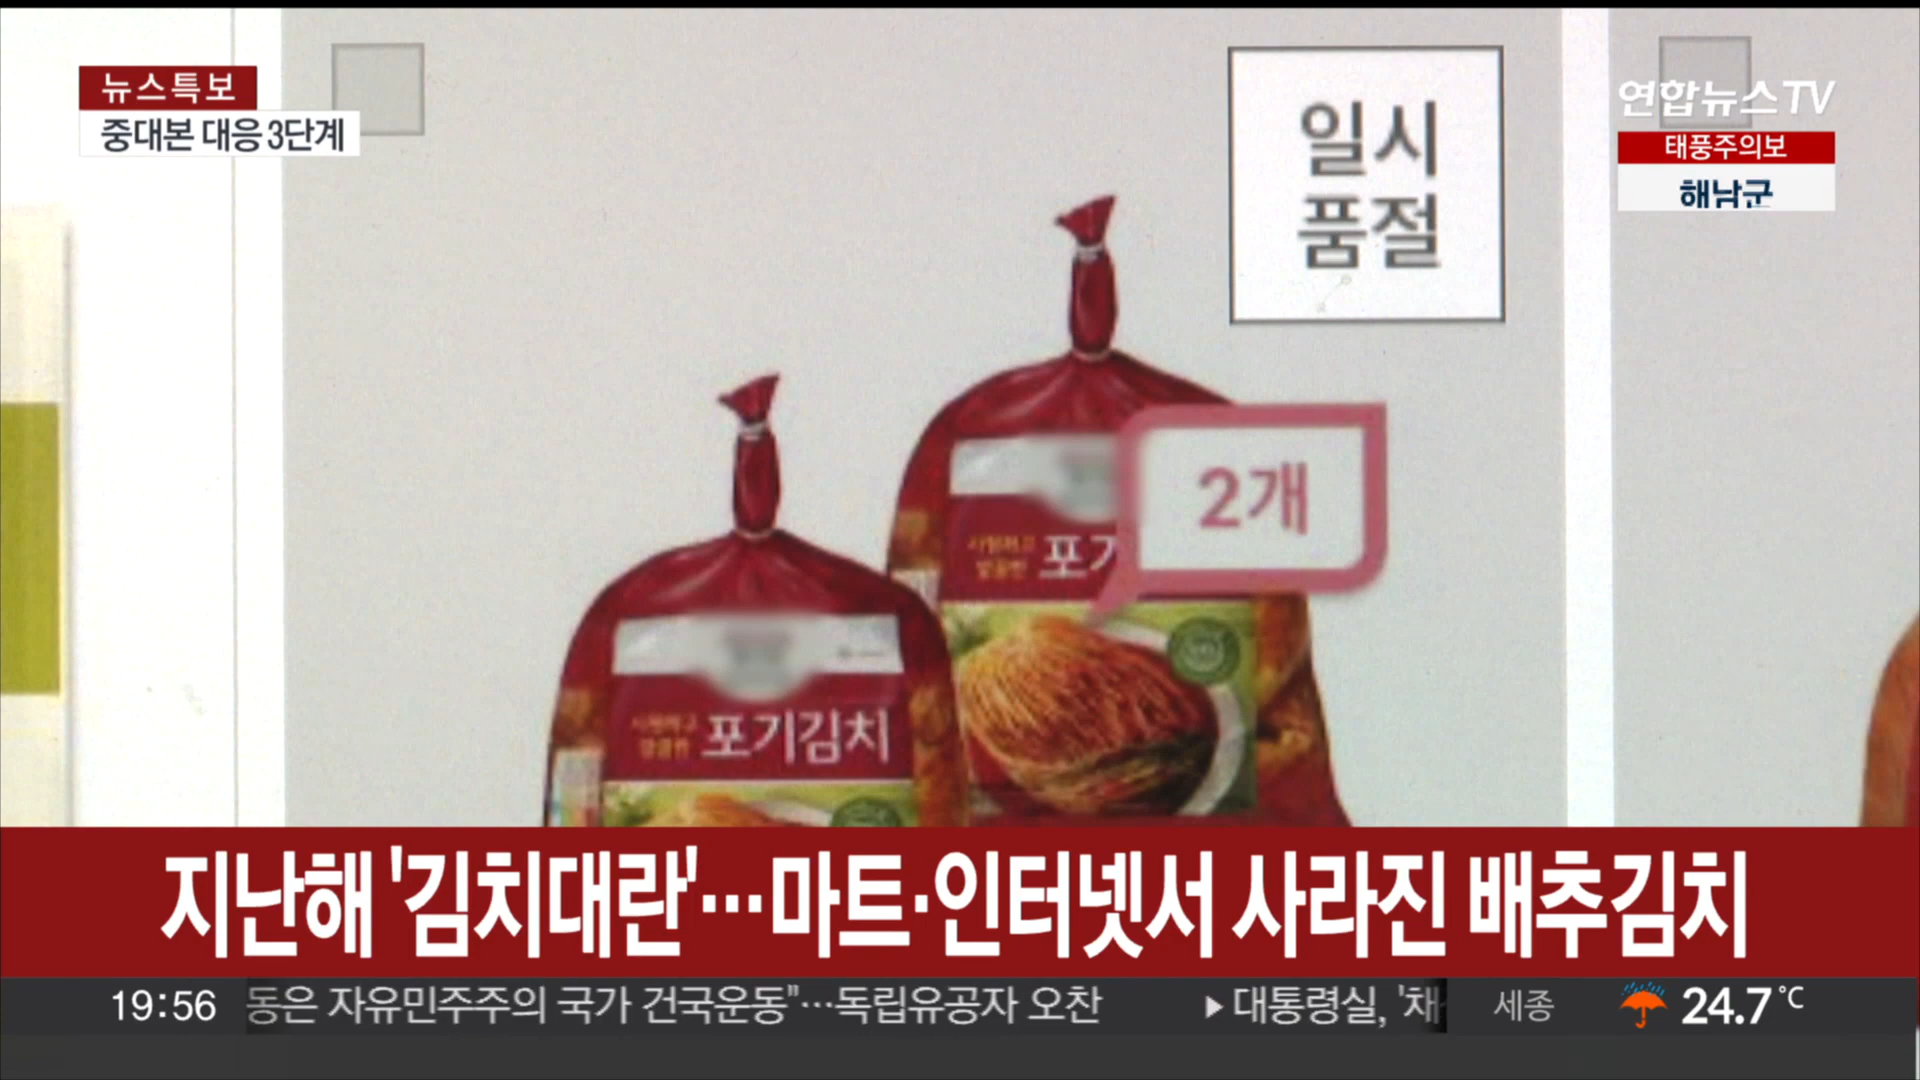 뉴스특보
중대본 대응 3단계
연합뉴스TV
태풍주의보
해남군
일시
품절
2개
포기
포기김치
지난해 '김치대란'…마트·인터넷서 사라진 배추김치
19:56 동은 자유민주주의 국가 건국운동"…독립유공자 오찬 ▶대통령실, '채 세종 24.7℃